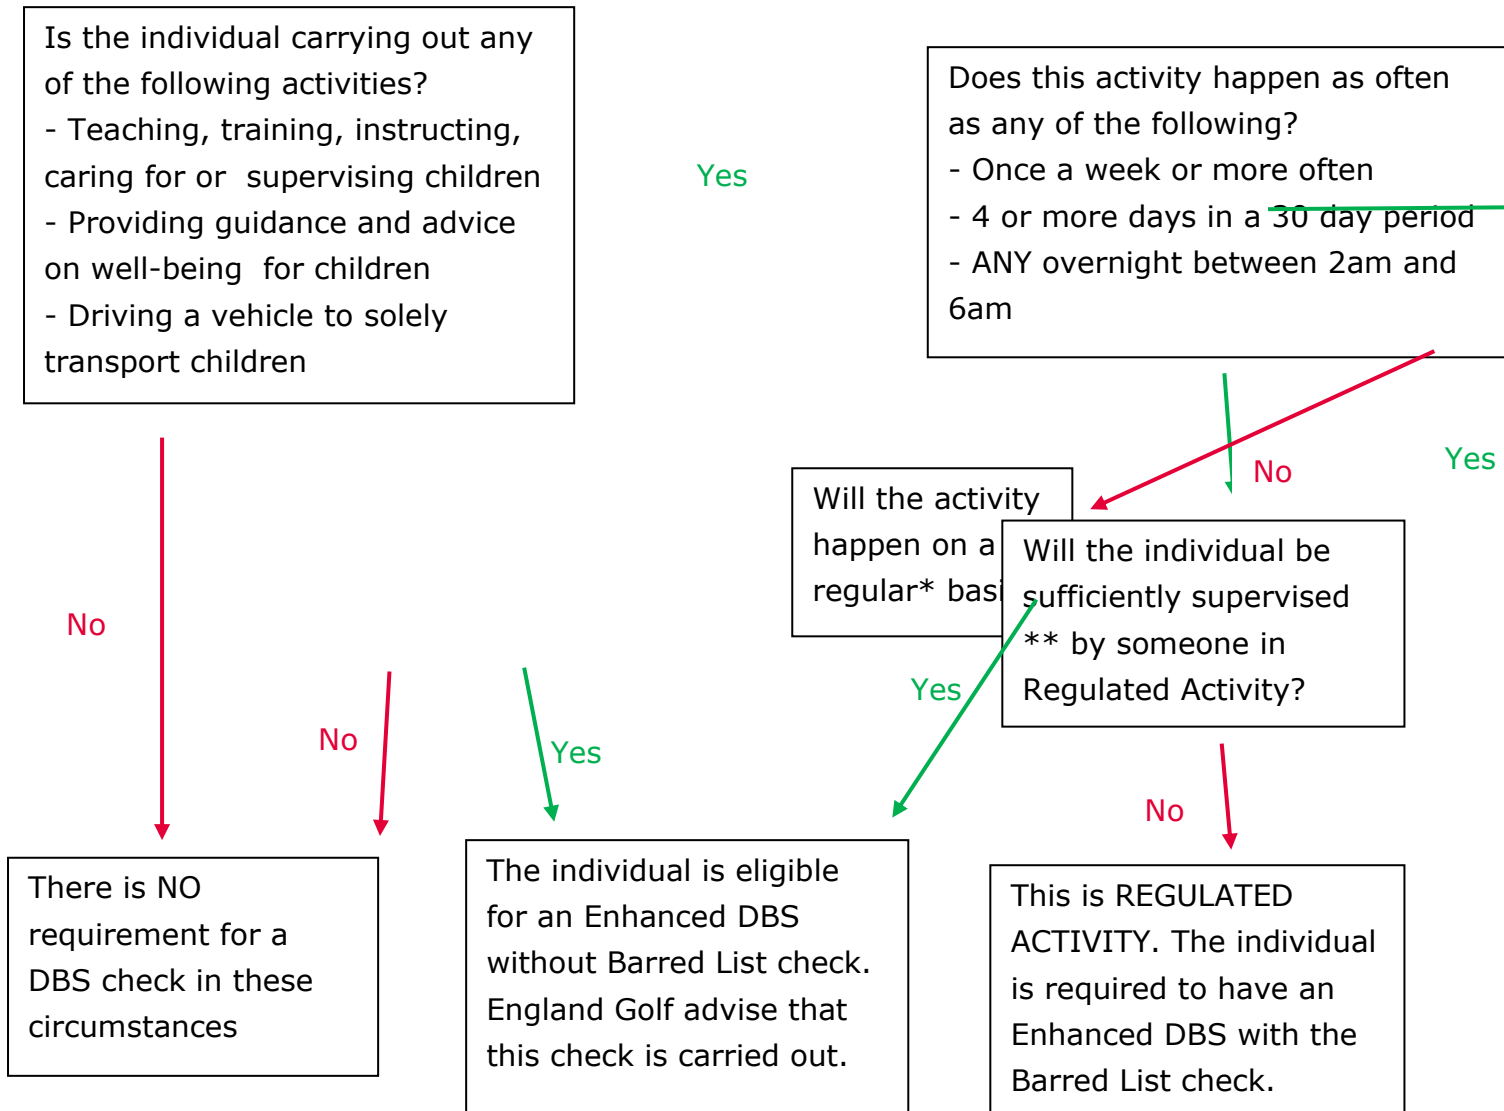 Is the individual carrying out any
of the following activities?
- Teaching, training, instructing,
caring for or supervising children
- Providing guidance and advice
on well-being for children
- Driving a vehicle to solely
transport children
Yes
Does this activity happen as often
as any of the following?
- Once a week or more often
- 4 or more days in a 30 day period
- ANY overnight between 2am and
6am
No
Yes
Will the activity
happen on a
regular* basi
Will the individual be
sufficiently supervised
** by someone in
Regulated Activity?
No
No
Yes
Yes
No
There is NO
requirement for a
DBS check in these
circumstances
The individual is eligible
for an Enhanced DBS
without Barred List check.
England Golf advise that
this check is carried out.
This is REGULATED
ACTIVITY. The individual
is required to have an
Enhanced DBS with the
Barred List check.